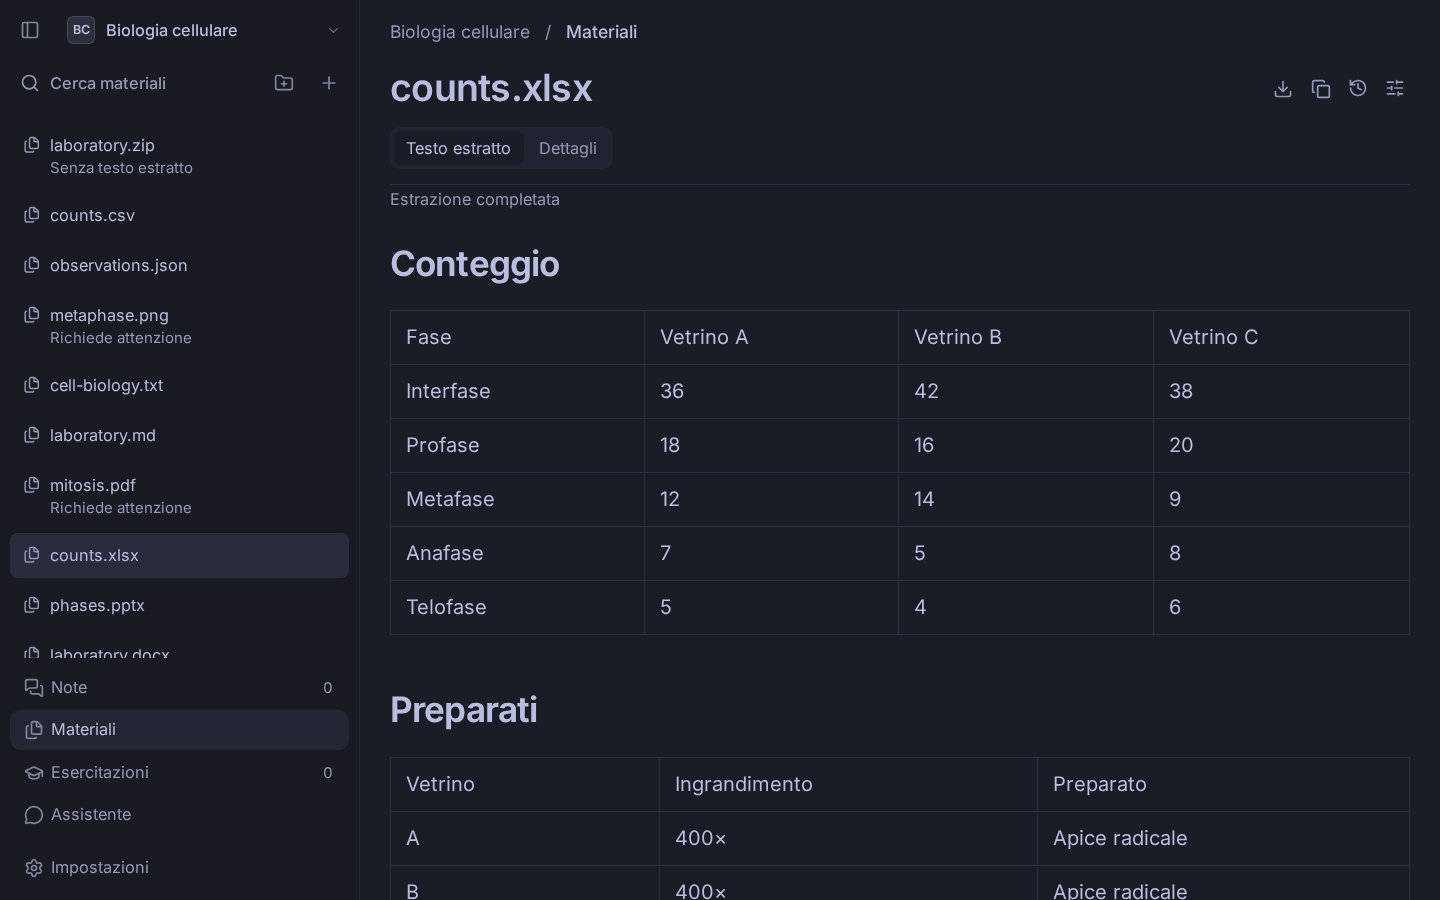 BC Biologia cellulare
Cerca materiali
laboratory.zip
Senza testo estratto
counts.csv
observations.json
metaphase.png
Richiede attenzione
cell-biology.txt
laboratory.md
mitosis.pdf
Richiede attenzione
counts.xlsx
phases.pptx
laboratory.docx
Note 0
Materiali
Esercitazioni 0
Assistente
Impostazioni
Biologia cellulare / Materiali
counts.xlsx
Testo estratto Dettagli
Estrazione completata
Conteggio
Fase Vetrino A Vetrino B Vetrino C
Interfase 36 42 38
Profase 18 16 20
Metafase 12 14 9
Anafase 7 5 8
Telofase 5 4 6
Preparati
Vetrino Ingrandimento Preparato
A 400× Apice radicale
B 400× Apice radicale